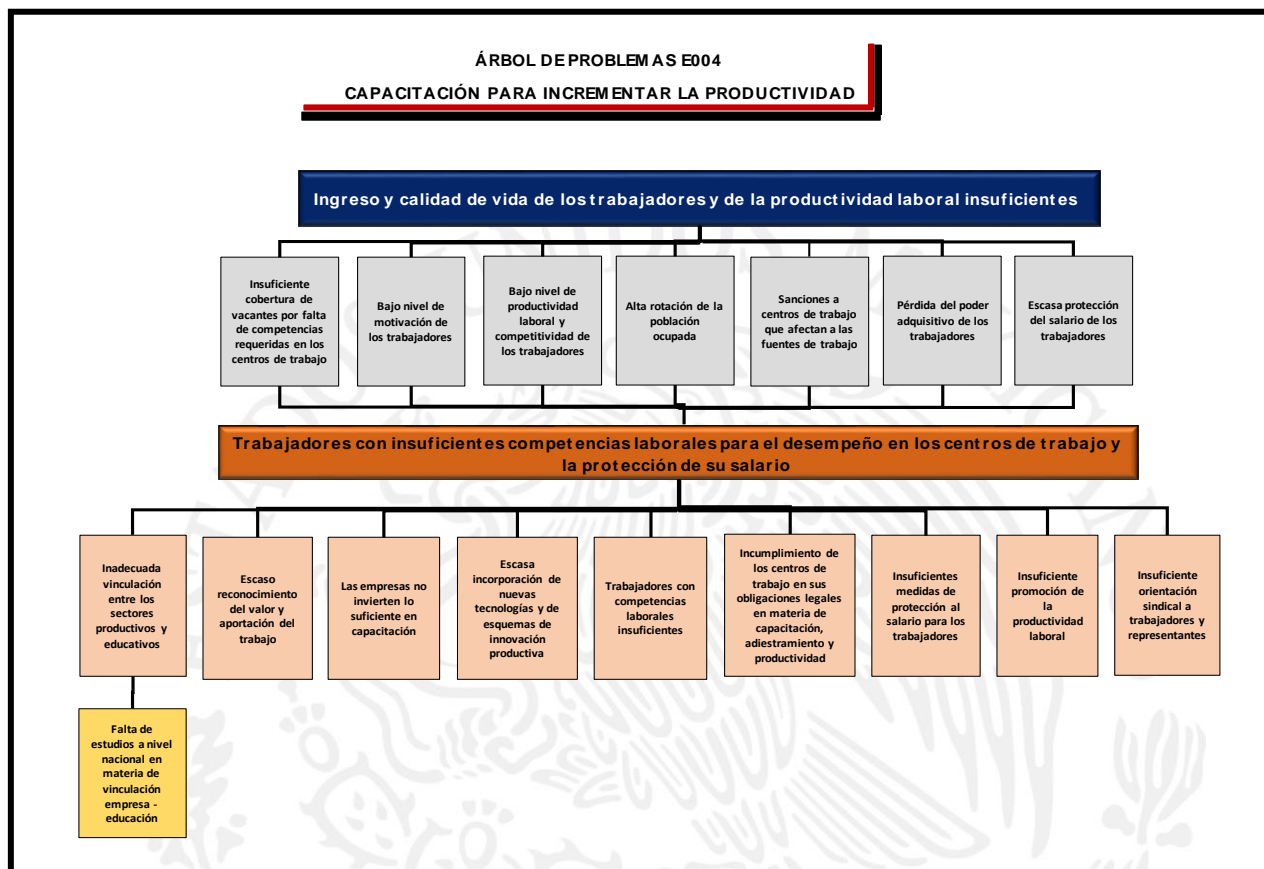 ÁRBOL DE PROBLEMAS E004
CAPACITACIÓN PARA INCREMENTAR LA PRODUCTIVIDAD
Ingreso y calidad de vida de los trabajadores y de la productividad laboral insuficientes
Insuficiente
cobertura de
vacantes por falta
de competencias
requeridas en los
centros de trabajo
Bajo nivel de
motivación de
los trabajadores
Bajo nivel de
productividad
laboral y
competitividad de
los trabajadores
Alta rotación de la
población
ocupada
Sanciones a
centros de trabajo
que afectan a las
fuentes de trabajo
Pérdida del poder
adquisitivo de los
trabajadores
Escasa protección
del salario de los
trabajadores
Trabajadores con insuficientes competencias laborales para el desempeño en los centros de trabajo y
la protección de su salario
Inadecuada
vinculación
entre los
sectores
productivos y
educativos
Escaso
reconocimiento
del valor y
aportación del
trabajo
Las empresas no
invierten lo
suficiente en
capacitación
Escasa
incorporación de
nuevas
tecnologías y de
esquemas de
innovación
productiva
Trabajadores con
competencias
laborales
insuficientes
Incumplimiento de
los centros de
trabajo en sus
obligaciones legales
en materia de
capacitación,
adiestramiento y
productividad
Insuficientes
medidas de
protección al
salario para los
trabajadores
Insuficiente
promoción de
la
productividad
laboral
Insuficiente
orientación
sindical a
trabajadores y
representantes
Falta de
estudios a nivel
nacional en
materia de
vinculación
empresa -
educación